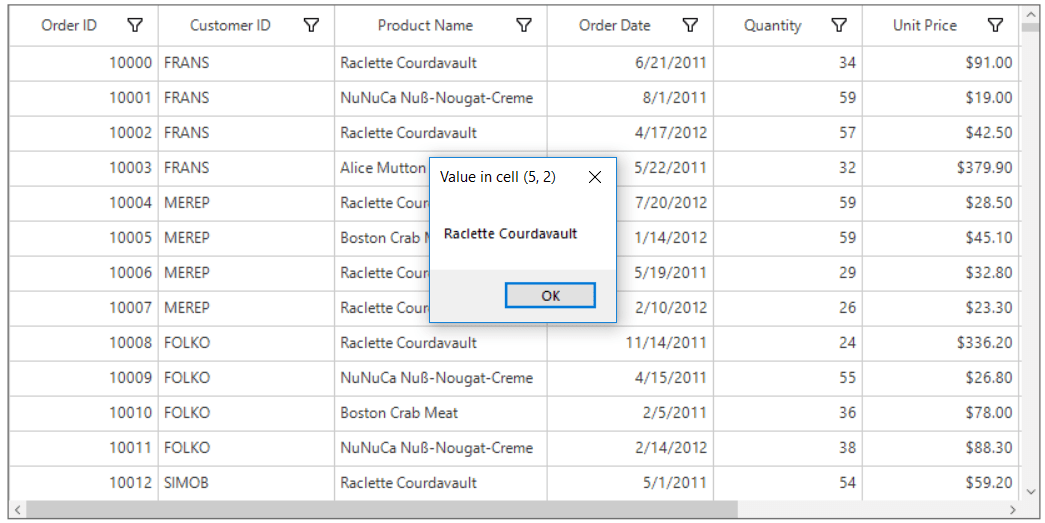 Order ID Customer ID Product Name Order Date Quantity Unit Price
10000 FRANS Raclette Courdavault 6/21/2011 34 $91.00
10001 FRANS NuNuCa Nuß-Nougat-Creme 8/1/2011 59 $19.00
10002 FRANS Raclette Courdavault 4/17/2012 57 $42.50
10003 FRANS Alice Mutton 5/22/2011 32 $379.90
Value in cell (5, 2)
10004 MEREP Raclette Cour 7/20/2012 59 $28.50
10005 MEREP Boston Crab 1/14/2012 59 $45.10
Raclette Courdavault
10006 MEREP Raclette Cour 5/19/2011 29 $32.80
10007 MEREP Raclette Cour 2/10/2012 26 $23.30
OK
10008 FOLKO Raclette Courdavault 11/14/2011 24 $336.20
10009 FOLKO NuNuCa Nuß-Nougat-Creme 4/15/2011 55 $26.80
10010 FOLKO Boston Crab Meat 2/5/2011 36 $78.00
10011 FOLKO NuNuCa Nuß-Nougat-Creme 2/14/2012 38 $88.30
10012 SIMOB Raclette Courdavault 5/1/2011 54 $59.20